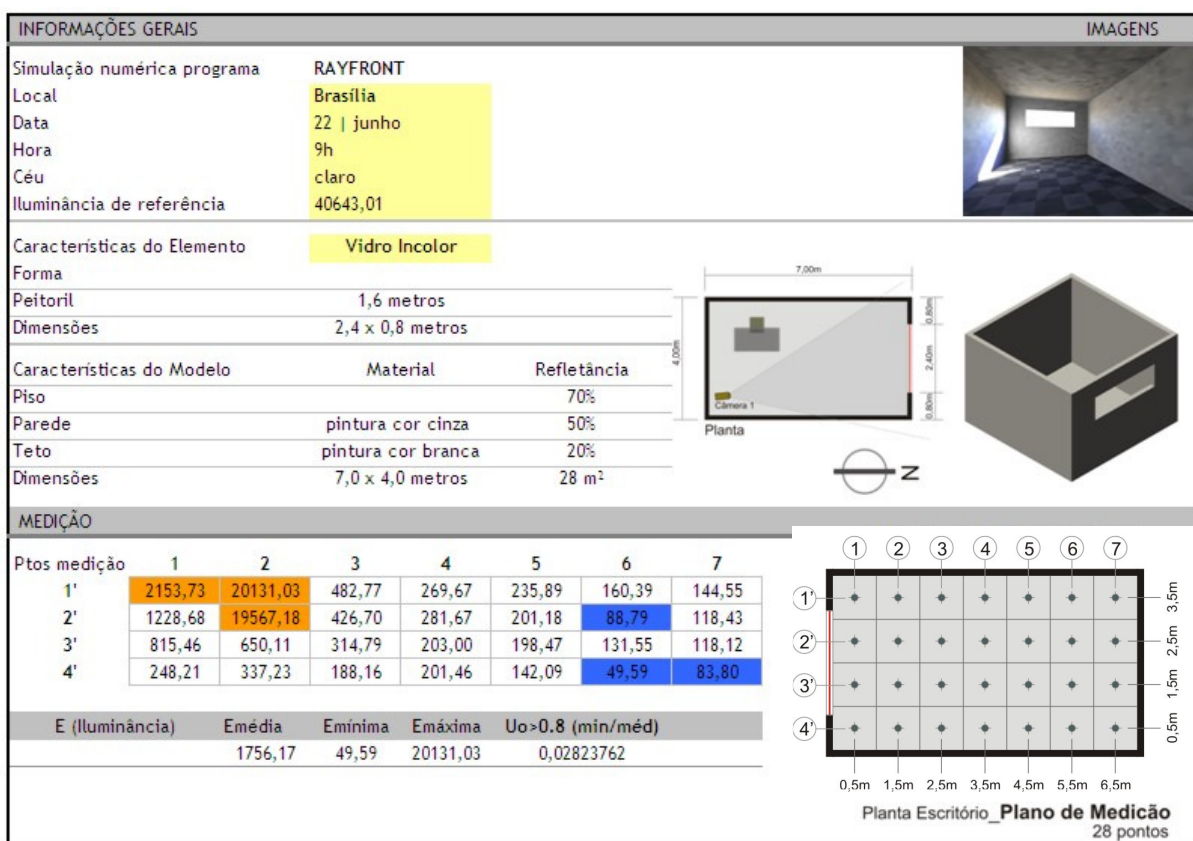 INFORMAÇÕES GERAIS IMAGENS
Simulação numérica programa RAYFRONT
Local Brasília
Data 22 | junho
Hora 9h
Céu claro
Iluminância de referência 40643,01
Características do Elemento Vidro Incolor
Forma
Peitoril 1,6 metros
Dimensões 2,4 x 0,8 metros
Características do Modelo Material Refletância
Piso 70%
Parede pintura cor cinza 50%
Teto pintura cor branca 20%
Dimensões 7,0 x 4,0 metros 28 m²
7,00m
4,00m
0,80m
2,40m
0,80m
Câmera 1
Planta
N
MEDIÇÃO
Ptos medição 1 2 3 4 5 6 7
1' 2153,73 20131,03 482,77 269,67 235,89 160,39 144,55
2' 1228,68 19567,18 426,70 281,67 201,18 88,79 118,43
3' 815,46 650,11 314,79 203,00 198,47 131,55 118,12
4' 248,21 337,23 188,16 201,46 142,09 49,59 83,80
E (Iluminância) Emédia Emínima Emáxima Uo>0.8 (min/méd)
1756,17 49,59 20131,03 0,02823762
1 2 3 4 5 6 7
1' 3,5m
2' 2,5m
3' 1,5m
4' 0,5m
0,5m 1,5m 2,5m 3,5m 4,5m 5,5m 6,5m
Planta Escritório_Plano de Medicão
28 pontos